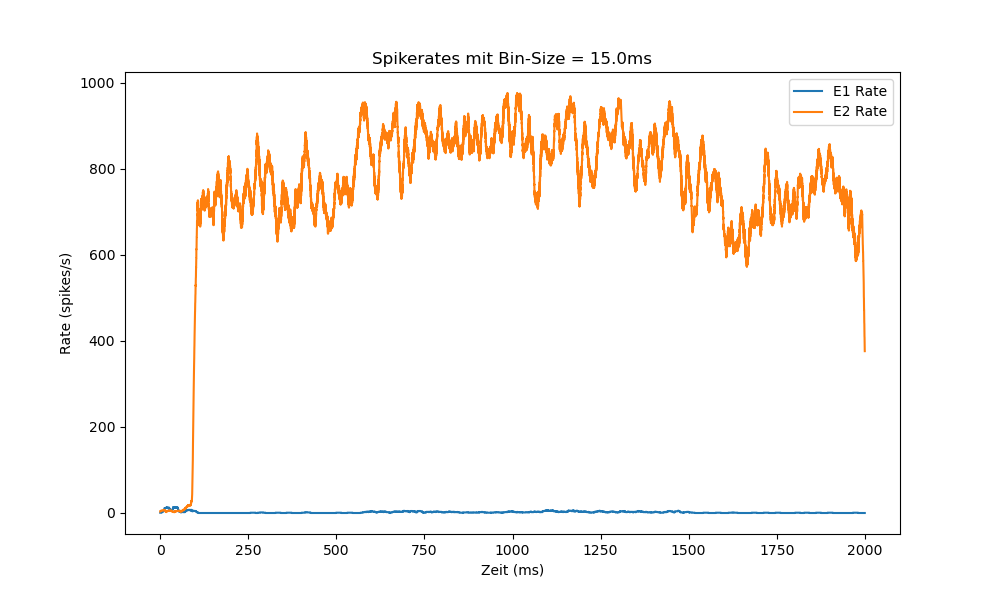 Spikerates mit Bin-Size = 15.0ms
E1 Rate
E2 Rate
Rate (spikes/s)
1000
800
600
400
200
0
0 250 500 750 1000 1250 1500 1750 2000
Zeit (ms)